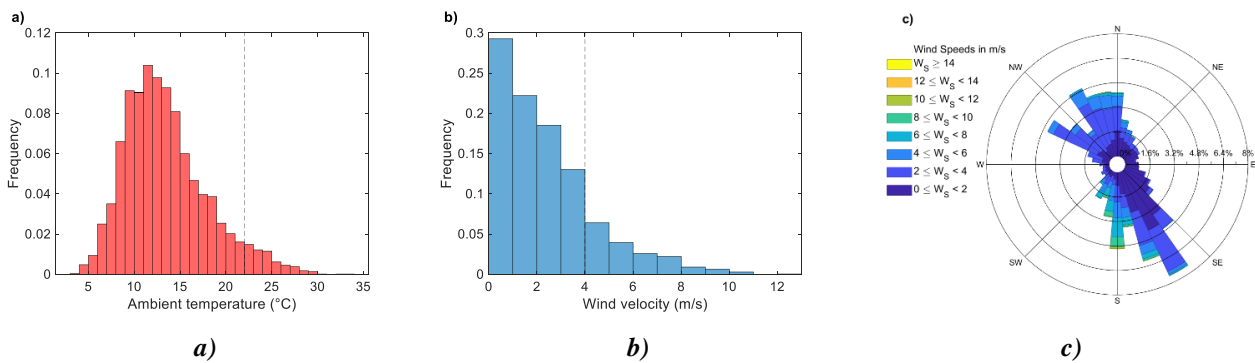 a)
0.12
0.1
0.08
0.06
0.04
0.02
0
Frequency
5 10 15 20 25 30 35
Ambient temperature (°C)
b)
0.3
0.25
0.2
0.15
0.1
0.05
0
Frequency
0 2 4 6 8 10 12
Wind velocity (m/s)
c)
Wind Speeds in m/s
W_S ≥ 14
12 ≤ W_S < 14
10 ≤ W_S < 12
8 ≤ W_S < 10
6 ≤ W_S < 8
4 ≤ W_S < 6
2 ≤ W_S < 4
0 ≤ W_S < 2
N
NW NE
W 0% 1.6% 3.2% 4.8% 6.4% 8% E
SW SE
S
a) b) c)